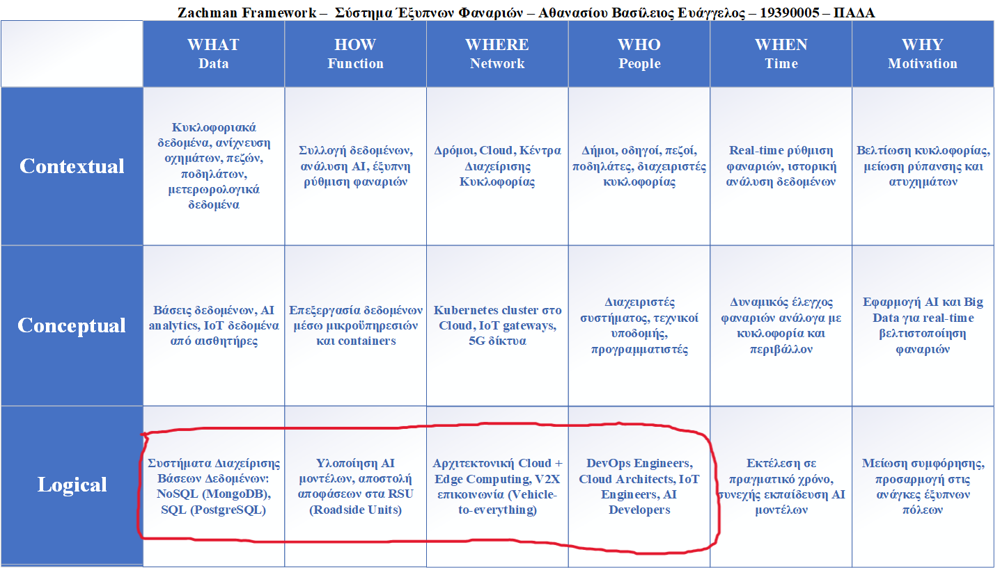 Zachman Framework – Σύστημα Έξυπνων Φαναριών – Αθανασίου Βασίλειος Ευάγγελος – 19390005 – ΠΑΔΑ
WHAT
Data
HOW
Function
WHERE
Network
WHO
People
WHEN
Time
WHY
Motivation
Contextual
Κυκλοφοριακά
δεδομένα, ανίχνευση
οχημάτων, πεζών,
ποδηλάτων,
μετερωρολογικά
δεδομένα
Συλλογή δεδομένων,
ανάλυση AI, έξυπνη
ρύθμιση φαναριών
Δρόμοι, Cloud, Κέντρα
Διαχείρισης
Κυκλοφορίας
Δήμοι, οδηγοί, πεζοί,
ποδηλάτες, διαχειριστές
κυκλοφορίας
Real-time ρύθμιση
φαναριών, ιστορική
ανάλυση δεδομένων
Βελτίωση κυκλοφορίας,
μείωση ρύπανσης και
ατυχημάτων
Conceptual
Βάσεις δεδομένων, AI
analytics, IoT δεδομένα
από αισθητήρες
Επεξεργασία δεδομένων
μέσω μικροϋπηρεσιών
και containers
Kubernetes cluster στο
Cloud, IoT gateways,
5G δίκτυα
Διαχειριστές
συστήματος, τεχνικοί
υποδομής,
προγραμματιστές
Δυναμικός έλεγχος
φαναριών ανάλογα με
κυκλοφορία και
περιβάλλον
Εφαρμογή AI και Big
Data για real-time
βελτιστοποίηση
φαναριών
Logical
Συστήματα Διαχείρισης
Βάσεων Δεδομένων:
NoSQL (MongoDB),
SQL (PostgreSQL)
Υλοποίηση AI
μοντέλων, αποστολή
αποφάσεων στα RSU
(Roadside Units)
Αρχιτεκτονική Cloud +
Edge Computing, V2X
επικοινωνία (Vehicle-
to-everything)
DevOps Engineers,
Cloud Architects, IoT
Engineers, AI
Developers
Εκτέλεση σε
πραγματικό χρόνο,
συνεχής εκπαίδευση AI
μοντέλων
Μείωση συμφόρησης,
προσαρμογή στις
ανάγκες έξυπνων
πόλεων